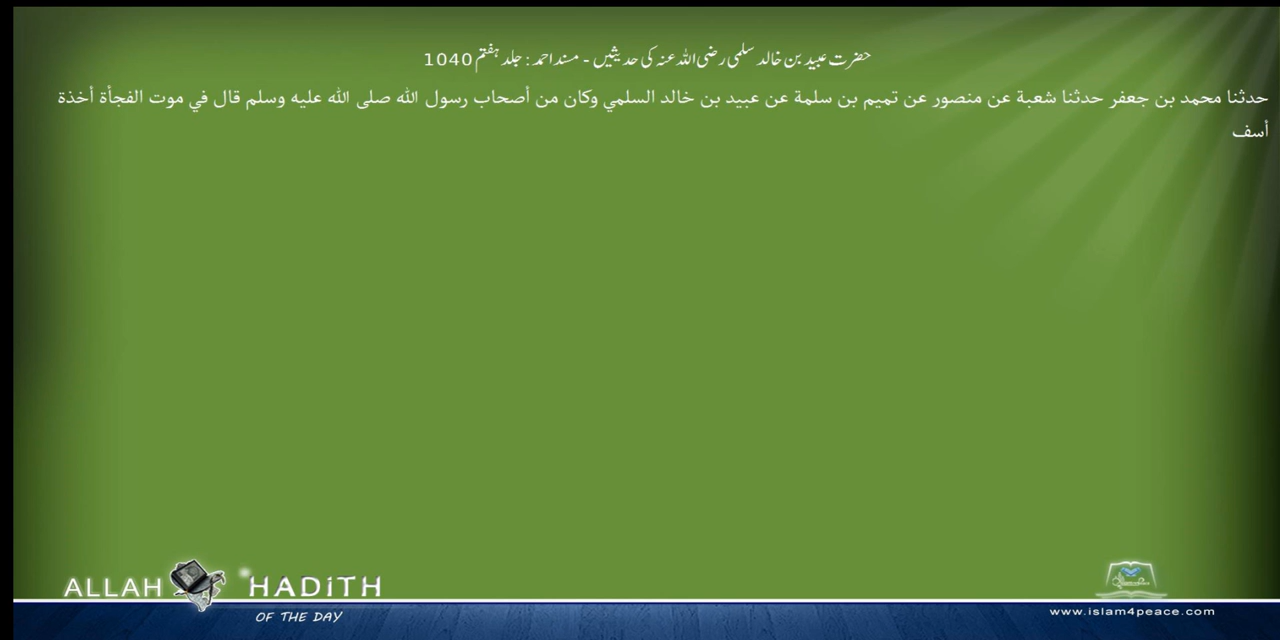 حضرت عبید بن خالد سلمی رضی اللہ عنہ کی حدیثیں - مسند احمد : جلد ہفتم 1040
حدثنا محمد بن جعفر حدثنا شعبة عن منصور عن تميم بن سلمة عن عبيد بن خالد السلمي وكان من أصحاب رسول الله صلى الله عليه وسلم قال في موت الفجأة أخذة
أسف
ALLAH HADITH
OF THE DAY
www.islam4peace.com